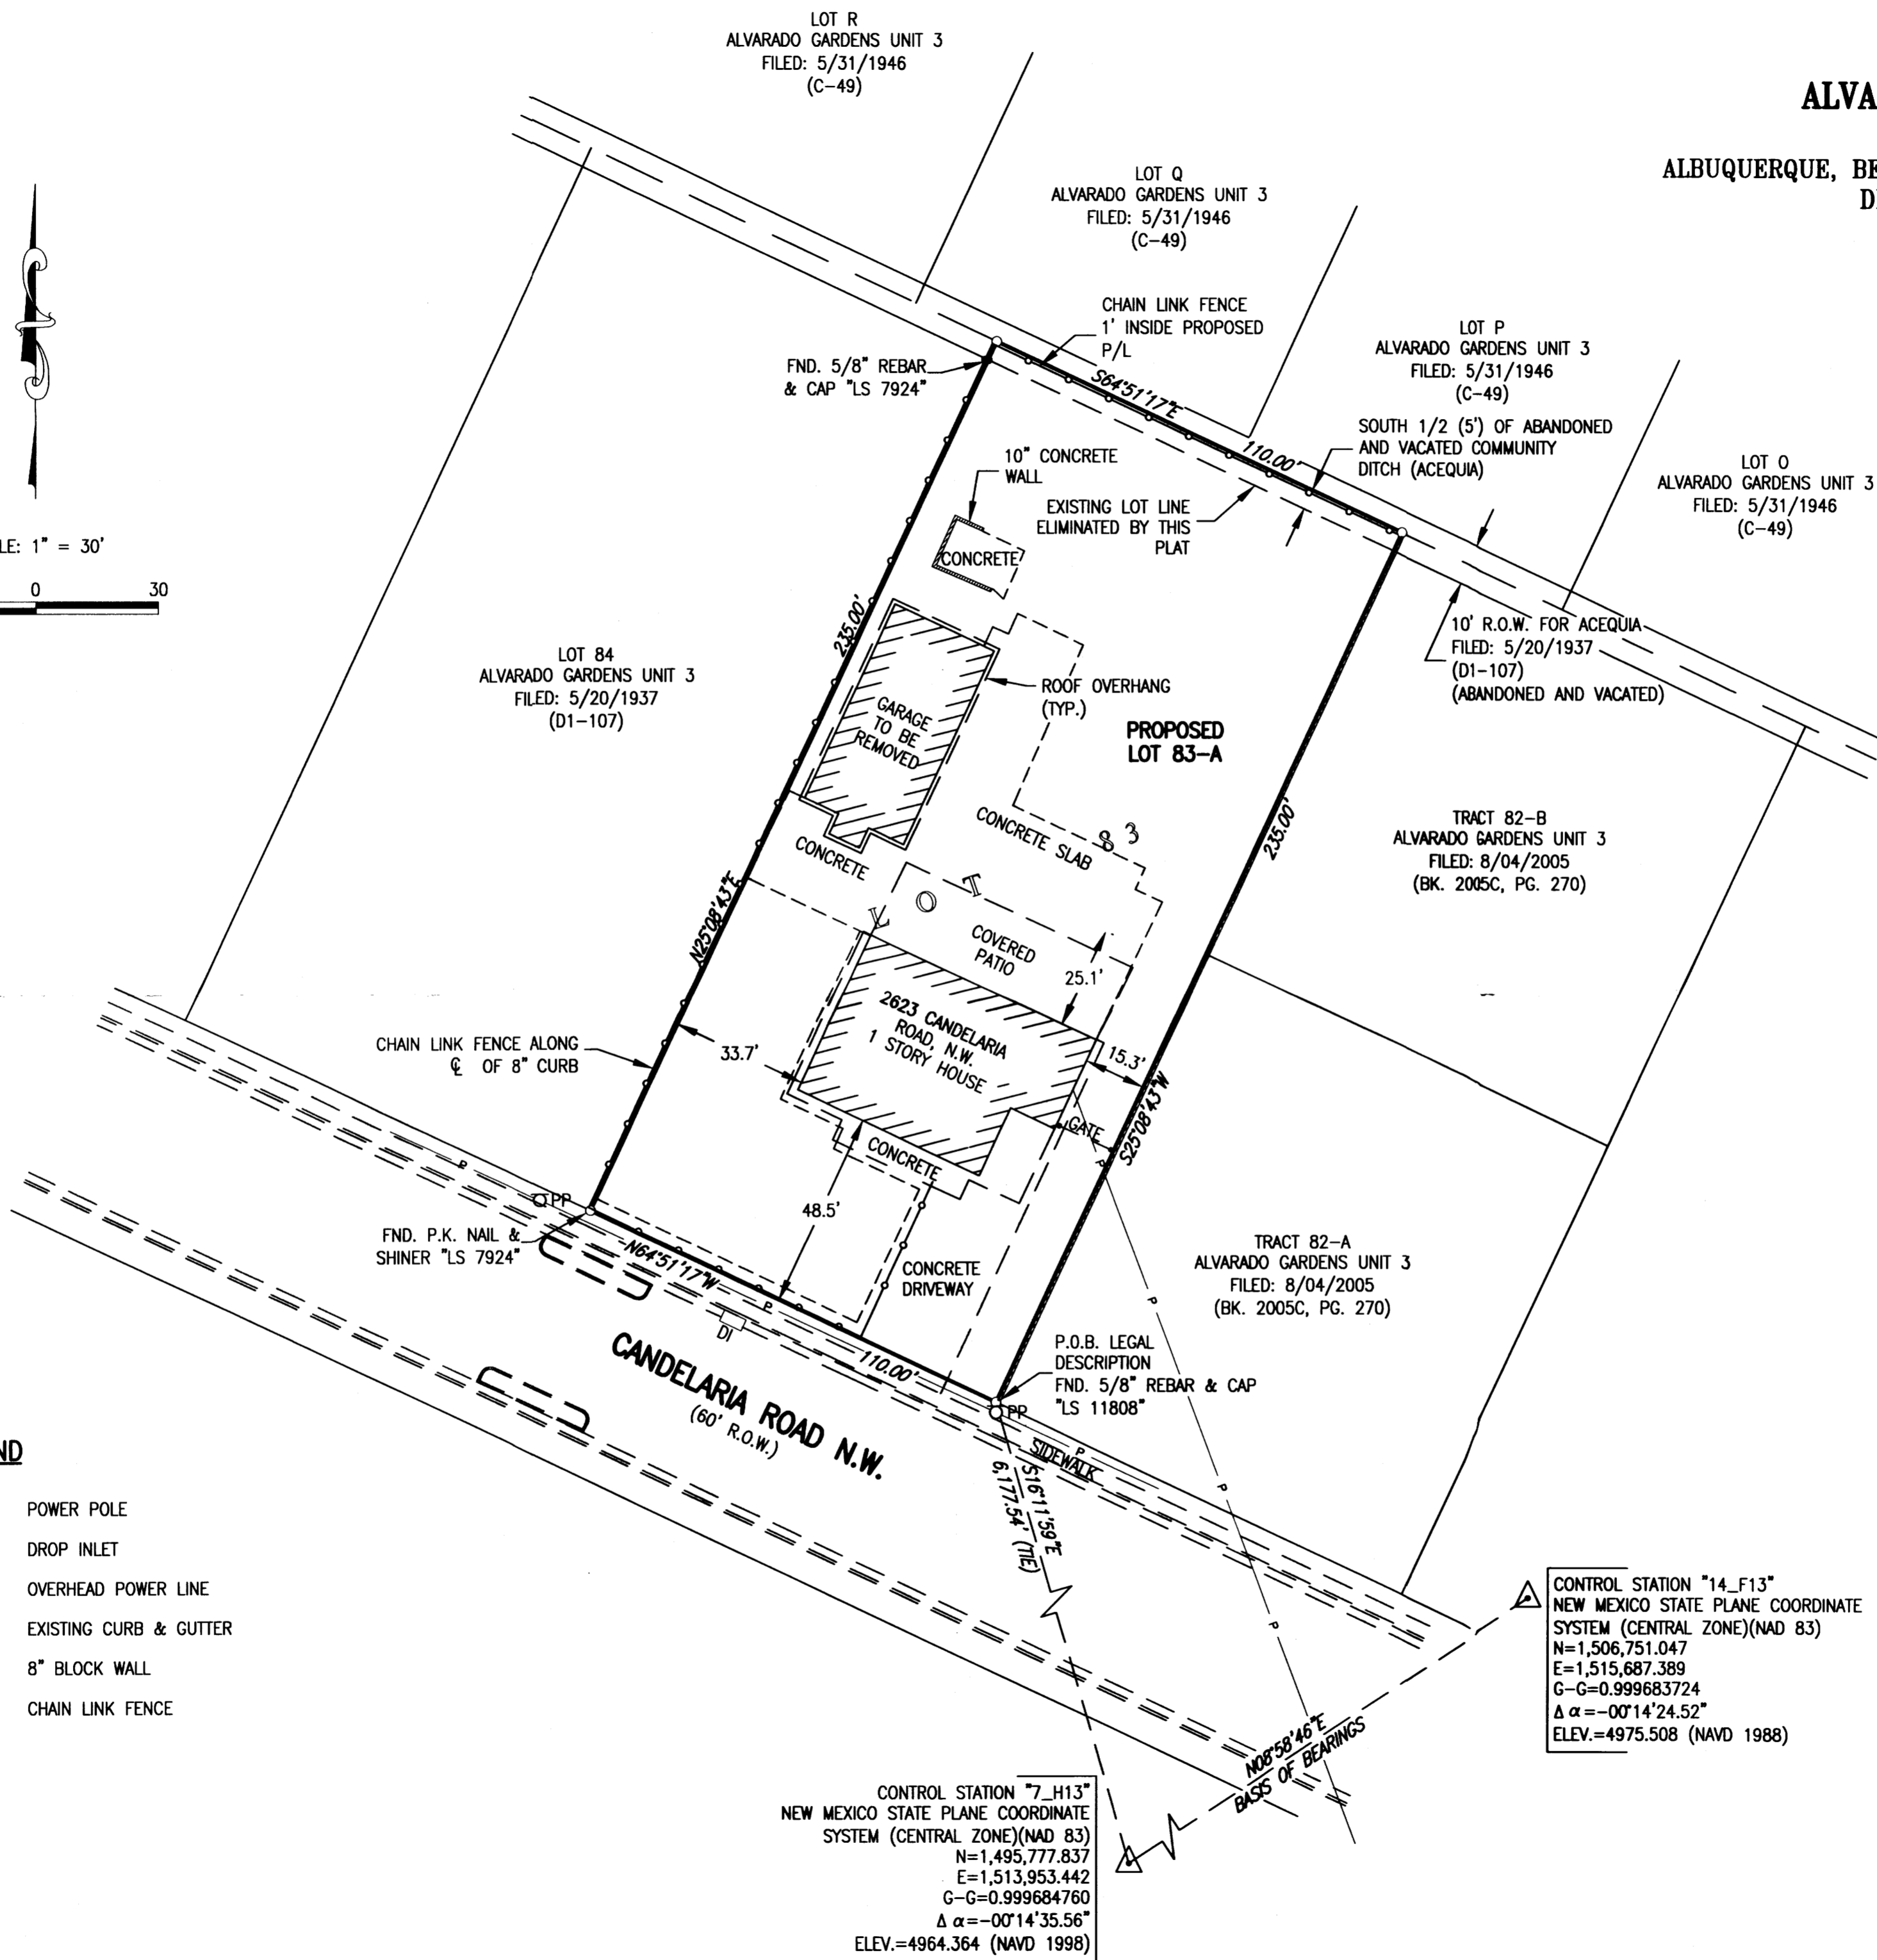 LOT R
ALVARADO GARDENS UNIT 3
FILED: 5/31/1946
(C-49)
ALVA
ALBUQUERQUE, BE
LOT Q
ALVARADO GARDENS UNIT 3
FILED: 5/31/1946
(C-49)
CHAIN LINK FENCE
1' INSIDE PROPOSED
P/L
LOT P
ALVARADO GARDENS UNIT 3
FILED: 5/31/1946
(C-49)
FND. 5/8" REBAR
& CAP "LS 7924"
S64°51'17"E
110.00'
SOUTH 1/2 (5') OF ABANDONED
AND VACATED COMMUNITY
DITCH (ACEQUIA)
LOT O
ALVARADO GARDENS UNIT 3
FILED: 5/31/1946
(C-49)
10" CONCRETE
WALL
EXISTING LOT LINE
ELIMINATED BY THIS
PLAT
CONCRETE
LE: 1" = 30'
0 30
235.00'
10' R.O.W. FOR ACEQUIA
FILED: 5/20/1937
(D1-107)
(ABANDONED AND VACATED)
LOT 84
ALVARADO GARDENS UNIT 3
FILED: 5/20/1937
(D1-107)
ROOF OVERHANG
(TYP.)
GARAGE
TO BE
REMOVED
PROPOSED
LOT 83-A
CONCRETE SLAB
LOT 83
235.00'
TRACT 82-B
ALVARADO GARDENS UNIT 3
FILED: 8/04/2005
(BK. 2005C, PG. 270)
CONCRETE
N25°08'43"E
COVERED
PATIO
25.1'
2623 CANDELARIA
ROAD, N.W.
1 STORY HOUSE
CHAIN LINK FENCE ALONG
℄ OF 8" CURB
33.7'
15.3'
S25°08'43"W
GATE
P
CONCRETE
P
PP
48.5'
FND. P.K. NAIL &
SHINER "LS 7924"
N64°51'17"W
P
DI
110.00'
CONCRETE
DRIVEWAY
TRACT 82-A
ALVARADO GARDENS UNIT 3
FILED: 8/04/2005
(BK. 2005C, PG. 270)
P
P.O.B. LEGAL
DESCRIPTION
FND. 5/8" REBAR & CAP
"LS 11808"
PP
CANDELARIA ROAD N.W.
(60' R.O.W.)
P
SIDEWALK
P
S16°11'59"E
6,177.54' (TIE)
P
ND
POWER POLE
DROP INLET
OVERHEAD POWER LINE
EXISTING CURB & GUTTER
8" BLOCK WALL
CHAIN LINK FENCE
CONTROL STATION "14_F13"
NEW MEXICO STATE PLANE COORDINATE
SYSTEM (CENTRAL ZONE)(NAD 83)
N=1,506,751.047
E=1,515,687.389
G-G=0.999683724
Δ α=-00°14'24.52"
ELEV.=4975.508 (NAVD 1988)
N08°58'46"E
BASIS OF BEARINGS
CONTROL STATION "7_H13"
NEW MEXICO STATE PLANE COORDINATE
SYSTEM (CENTRAL ZONE)(NAD 83)
N=1,495,777.837
E=1,513,953.442
G-G=0.999684760
Δ α=-00°14'35.56"
ELEV.=4964.364 (NAVD 1998)